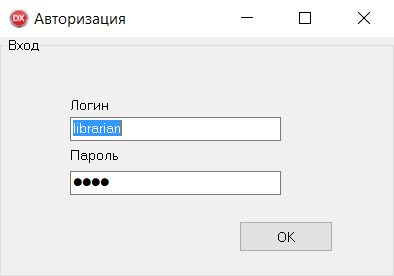 DX Авторизация
Вход
Логин
librarian
Пароль
●●●●
OK